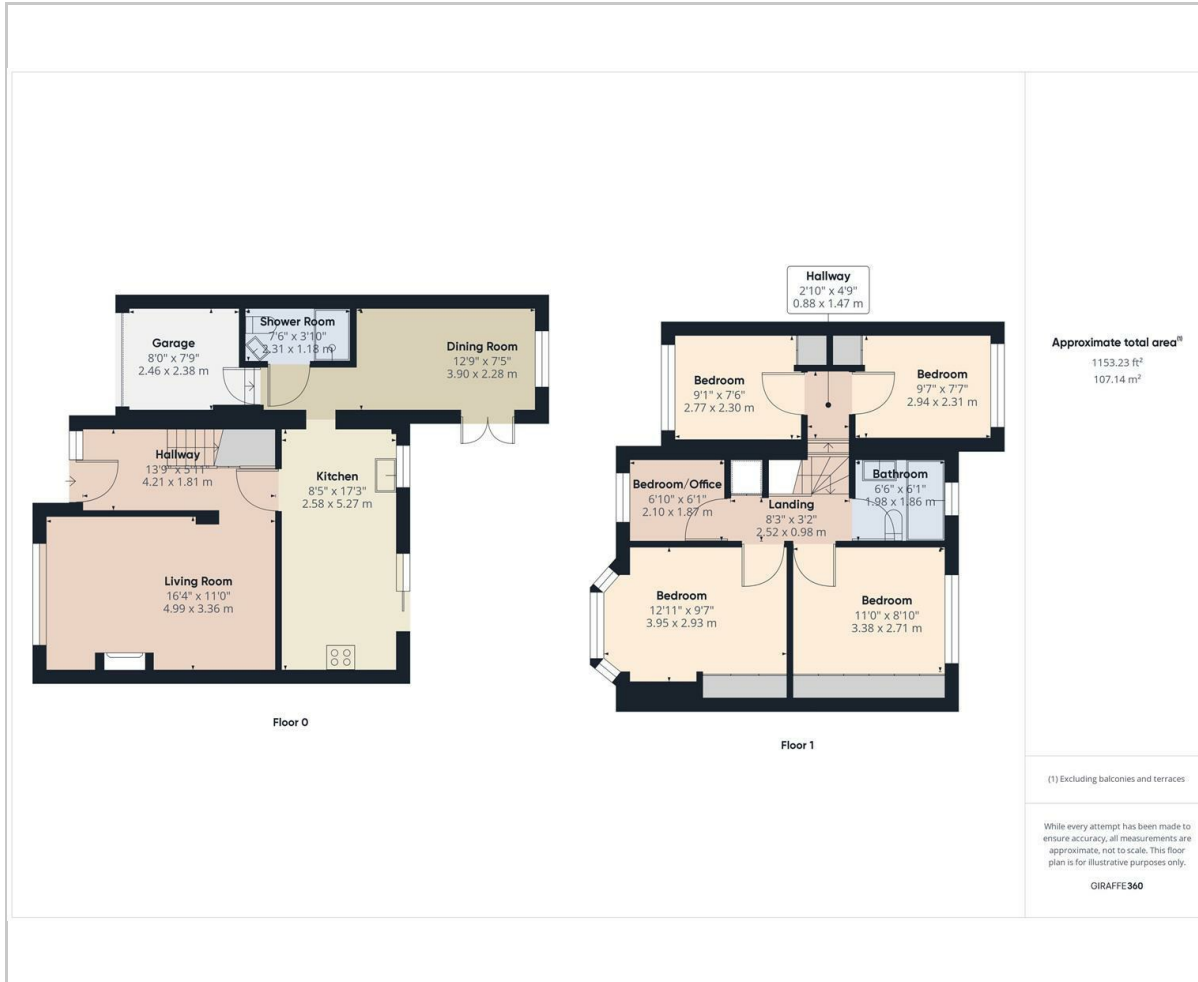 Garage
8'0" x 7'9"
2.46 x 2.38 m
Shower Room
7'6" x 3'10"
2.31 x 1.18 m
Dining Room
12'9" x 7'5"
3.90 x 2.28 m
Hallway
13'9" x 5'11"
4.21 x 1.81 m
Kitchen
8'5" x 17'3"
2.58 x 5.27 m
Living Room
16'4" x 11'0"
4.99 x 3.36 m
Floor 0
Hallway
2'10" x 4'9"
0.88 x 1.47 m
Bedroom
9'1" x 7'6"
2.77 x 2.30 m
Bedroom
9'7" x 7'7"
2.94 x 2.31 m
Bedroom/Office
6'10" x 6'1"
2.10 x 1.87 m
Landing
8'3" x 3'2"
2.52 x 0.98 m
Bathroom
6'6" x 6'1"
1.98 x 1.86 m
Bedroom
12'11" x 9'7"
3.95 x 2.93 m
Bedroom
11'0" x 8'10"
3.38 x 2.71 m
Floor 1
Approximate total area(1)
1153.23 ft²
107.14 m²
(1) Excluding balconies and terraces
While every attempt has been made to
ensure accuracy, all measurements are
approximate, not to scale. This floor
plan is for illustrative purposes only.
GIRAFFE360